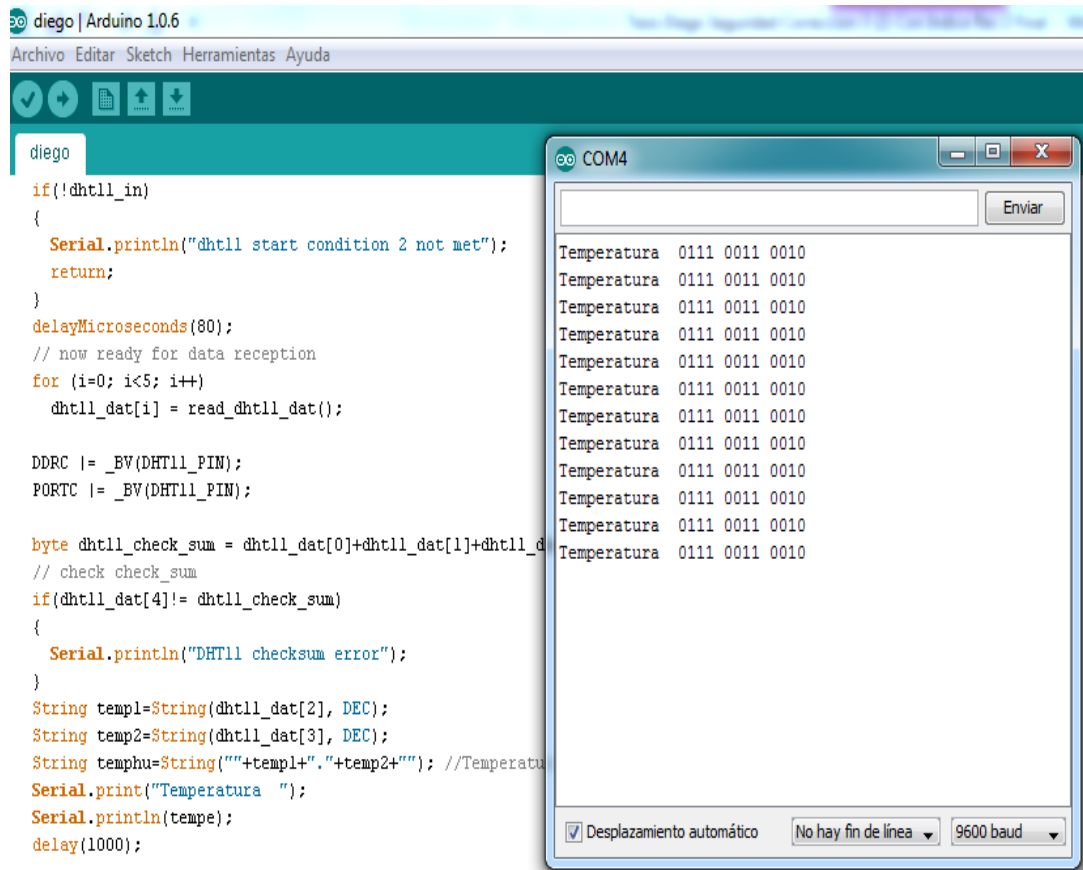 diego | Arduino 1.0.6
Archivo Editar Sketch Herramientas Ayuda
diego
if(!dht11_in)
{
Serial.println("dht11 start condition 2 not met");
return;
}
delayMicroseconds(80);
// now ready for data reception
for (i=0; i<5; i++)
dht11_dat[i] = read_dht11_dat();
DDRC |= _BV(DHT11_PIN);
PORTC |= _BV(DHT11_PIN);
byte dht11_check_sum = dht11_dat[0]+dht11_dat[1]+dht11_d
// check check_sum
if(dht11_dat[4]!= dht11_check_sum)
{
Serial.println("DHT11 checksum error");
}
String temp1=String(dht11_dat[2], DEC);
String temp2=String(dht11_dat[3], DEC);
String temphu=String(""+temp1+"."+temp2+""); //Temperatu
Serial.print("Temperatura  ");
Serial.println(tempe);
delay(1000);
COM4
Enviar
Temperatura  0111 0011 0010
Temperatura  0111 0011 0010
Temperatura  0111 0011 0010
Temperatura  0111 0011 0010
Temperatura  0111 0011 0010
Temperatura  0111 0011 0010
Temperatura  0111 0011 0010
Temperatura  0111 0011 0010
Temperatura  0111 0011 0010
Temperatura  0111 0011 0010
Temperatura  0111 0011 0010
Temperatura  0111 0011 0010
Desplazamiento automático
No hay fin de línea
9600 baud